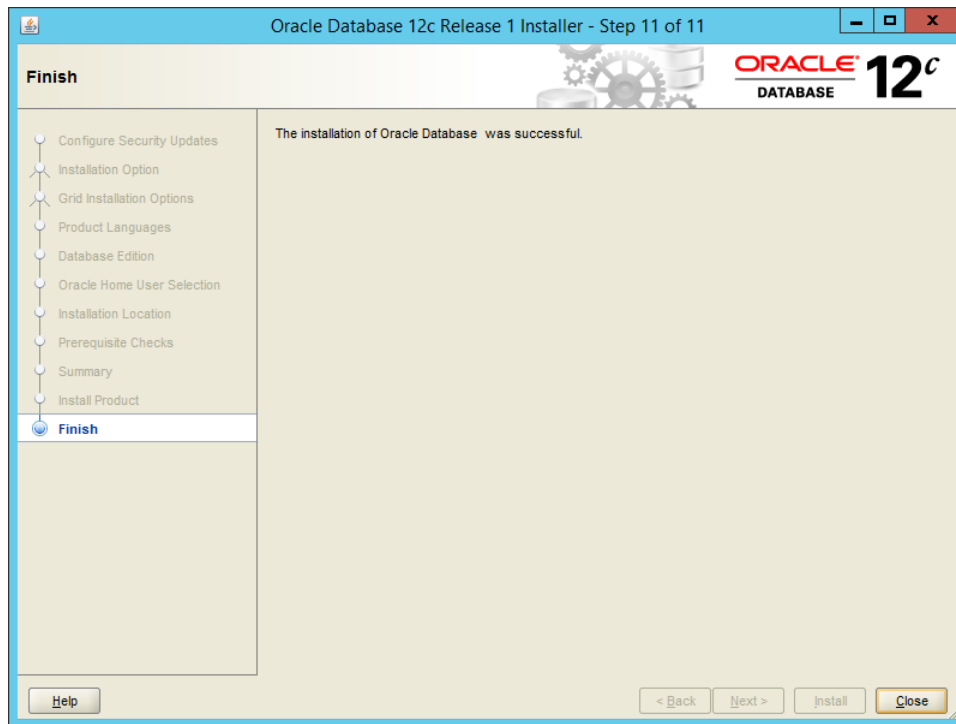 Oracle Database 12c Release 1 Installer - Step 11 of 11
Finish
ORACLE®
DATABASE
12c
Configure Security Updates
Installation Option
Grid Installation Options
Product Languages
Database Edition
Oracle Home User Selection
Installation Location
Prerequisite Checks
Summary
Install Product
Finish
The installation of Oracle Database  was successful.
Help
< Back
Next >
Install
Close